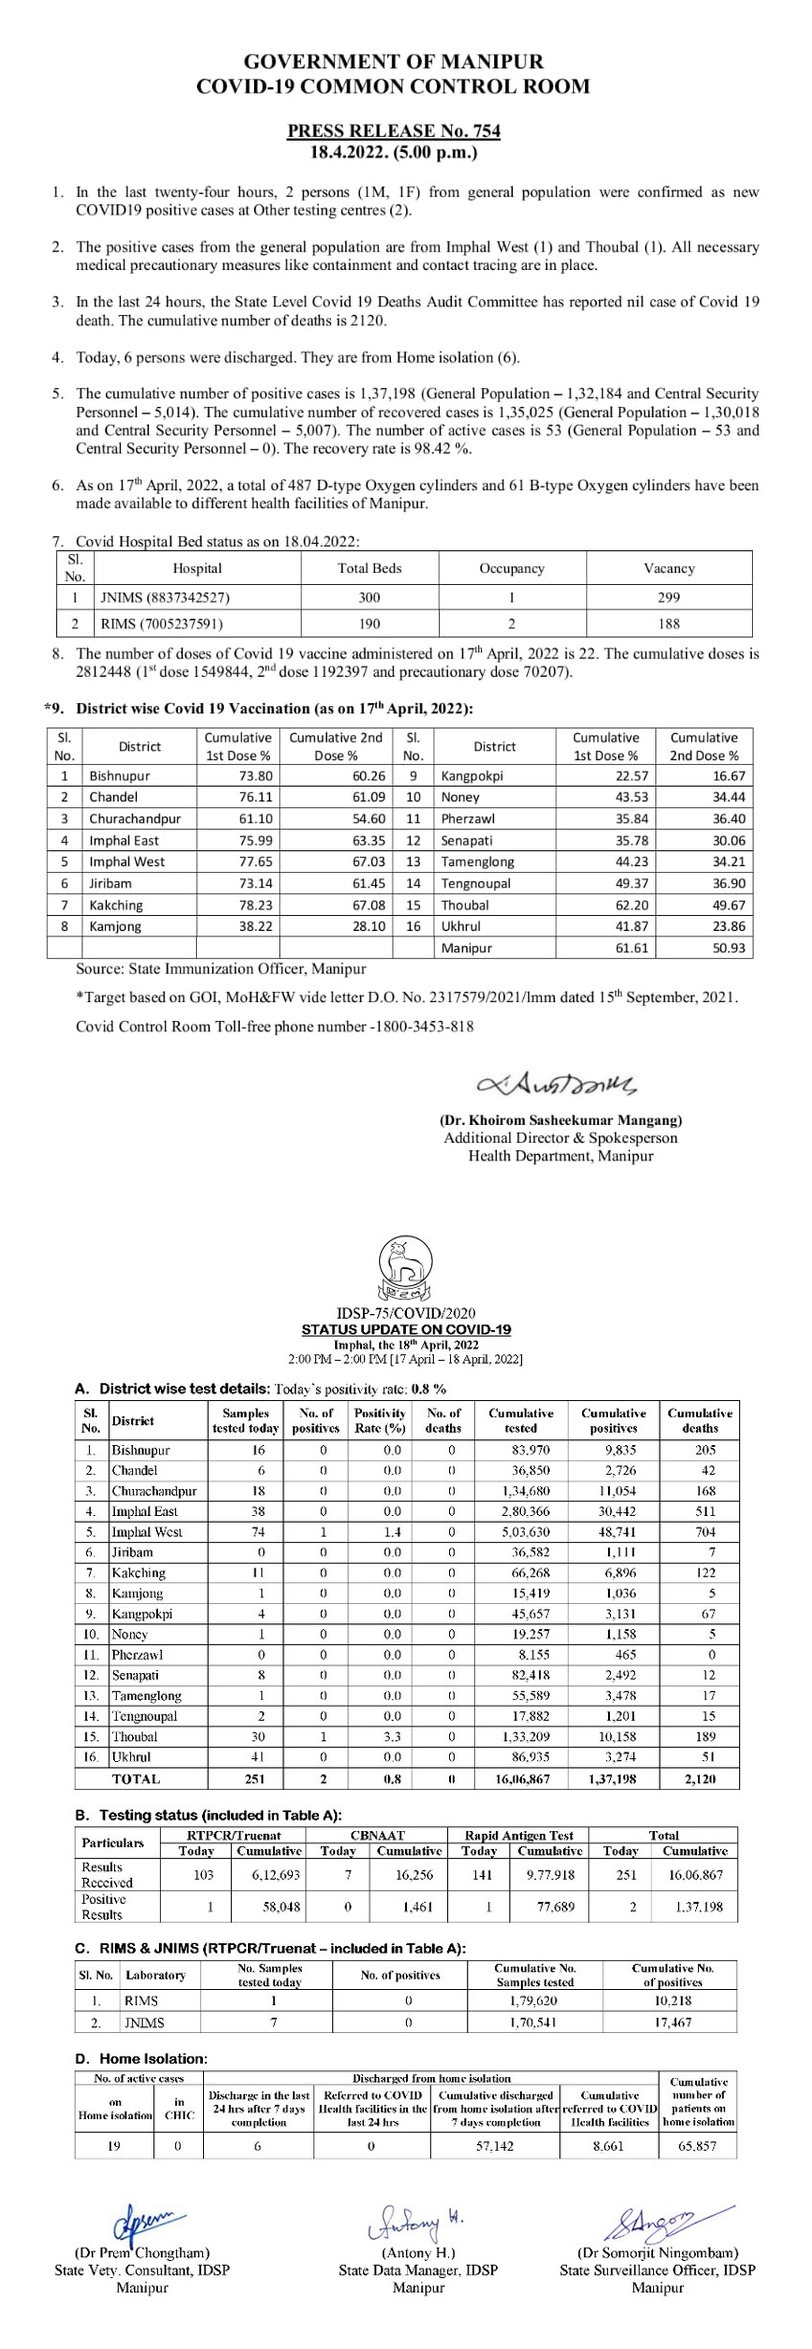 GOVERNMENT OF MANIPUR
COVID-19 COMMON CONTROL ROOM
PRESS RELEASE No. 754
18.4.2022. (5.00 p.m.)
1. In the last twenty-four hours, 2 persons (1M, 1F) from general population were confirmed as new
COVID19 positive cases at Other testing centres (2).
2. The positive cases from the general population are from Imphal West (1) and Thoubal (1). All necessary
medical precautionary measures like containment and contact tracing are in place.
3. In the last 24 hours, the State Level Covid 19 Deaths Audit Committee has reported nil case of Covid 19
death. The cumulative number of deaths is 2120.
4. Today, 6 persons were discharged. They are from Home isolation (6).
5. The cumulative number of positive cases is 1,37,198 (General Population – 1,32,184 and Central Security
Personnel – 5,014). The cumulative number of recovered cases is 1,35,025 (General Population – 1,30,018
and Central Security Personnel – 5,007). The number of active cases is 53 (General Population – 53 and
Central Security Personnel – 0). The recovery rate is 98.42 %.
6. As on 17th April, 2022, a total of 487 D-type Oxygen cylinders and 61 B-type Oxygen cylinders have been
made available to different health facilities of Manipur.
7. Covid Hospital Bed status as on 18.04.2022:
Sl. No. Hospital Total Beds Occupancy Vacancy
1 JNIMS (8837342527) 300 1 299
2 RIMS (7005237591) 190 2 188
8. The number of doses of Covid 19 vaccine administered on 17th April, 2022 is 22. The cumulative doses is
2812448 (1st dose 1549844, 2nd dose 1192397 and precautionary dose 70207).
*9. District wise Covid 19 Vaccination (as on 17th April, 2022):
Sl. No. District Cumulative 1st Dose % Cumulative 2nd Dose % Sl. No. District Cumulative 1st Dose % Cumulative 2nd Dose %
1 Bishnupur 73.80 60.26 9 Kangpokpi 22.57 16.67
2 Chandel 76.11 61.09 10 Noney 43.53 34.44
3 Churachandpur 61.10 54.60 11 Pherzawl 35.84 36.40
4 Imphal East 75.99 63.35 12 Senapati 35.78 30.06
5 Imphal West 77.65 67.03 13 Tamenglong 44.23 34.21
6 Jiribam 73.14 61.45 14 Tengnoupal 49.37 36.90
7 Kakching 78.23 67.08 15 Thoubal 62.20 49.67
8 Kamjong 38.22 28.10 16 Ukhrul 41.87 23.86
Manipur 61.61 50.93
Source: State Immunization Officer, Manipur
*Target based on GOI, MoH&FW vide letter D.O. No. 2317579/2021/Imm dated 15th September, 2021.
Covid Control Room Toll-free phone number -1800-3453-818
(Dr. Khoirom Sasheekumar Mangang)
Additional Director & Spokesperson
Health Department, Manipur
IDSP-75/COVID/2020
STATUS UPDATE ON COVID-19
Imphal, the 18th April, 2022
2:00 PM – 2:00 PM [17 April – 18 April, 2022]
A. District wise test details: Today`s positivity rate: 0.8 %
Sl. No. District Samples tested today No. of positives Positivity Rate (%) No. of deaths Cumulative tested Cumulative positives Cumulative deaths
1. Bishnupur 16 0 0.0 0 83,970 9,835 205
2. Chandel 6 0 0.0 0 36,850 2,726 42
3. Churachandpur 18 0 0.0 0 1,34,680 11,054 168
4. Imphal East 38 0 0.0 0 2,80,366 30,442 511
5. Imphal West 74 1 1.4 0 5,03,630 48,741 704
6. Jiribam 0 0 0.0 0 36,582 1,111 7
7. Kakching 11 0 0.0 0 66,268 6,896 122
8. Kamjong 1 0 0.0 0 15,419 1,036 5
9. Kangpokpi 4 0 0.0 0 45,657 3,131 67
10. Noney 1 0 0.0 0 19,257 1,158 5
11. Pherzawl 0 0 0.0 0 8,155 465 0
12. Senapati 8 0 0.0 0 82,418 2,492 12
13. Tamenglong 1 0 0.0 0 55,589 3,478 17
14. Tengnoupal 2 0 0.0 0 17,882 1,201 15
15. Thoubal 30 1 3.3 0 1,33,209 10,158 189
16. Ukhrul 41 0 0.0 0 86,935 3,274 51
TOTAL 251 2 0.8 0 16,06,867 1,37,198 2,120
B. Testing status (included in Table A):
Particulars RTPCR/Truenat CBNAAT Rapid Antigen Test Total
Today Cumulative Today Cumulative Today Cumulative Today Cumulative
Results Received 103 6,12,693 7 16,256 141 9,77,918 251 16,06,867
Positive Results 1 58,048 0 1,461 1 77,689 2 1,37,198
C. RIMS & JNIMS (RTPCR/Truenat – included in Table A):
Sl. No. Laboratory No. Samples tested today No. of positives Cumulative No. Samples tested Cumulative No. of positives
1. RIMS 1 0 1,79,620 10,218
2. JNIMS 7 0 1,70,541 17,467
D. Home Isolation:
No. of active cases Discharged from home isolation Cumulative number of patients on home isolation
on Home isolation in CHIC Discharge in the last 24 hrs after 7 days completion Referred to COVID Health facilities in the last 24 hrs Cumulative discharged from home isolation after 7 days completion Cumulative referred to COVID Health facilities
19 0 6 0 57,142 8,661 65,857
Antony H.
(Dr Prem Chongtham) (Antony H.) (Dr Somorjit Ningombam)
State Vety. Consultant, IDSP State Data Manager, IDSP State Surveillance Officer, IDSP
Manipur Manipur Manipur